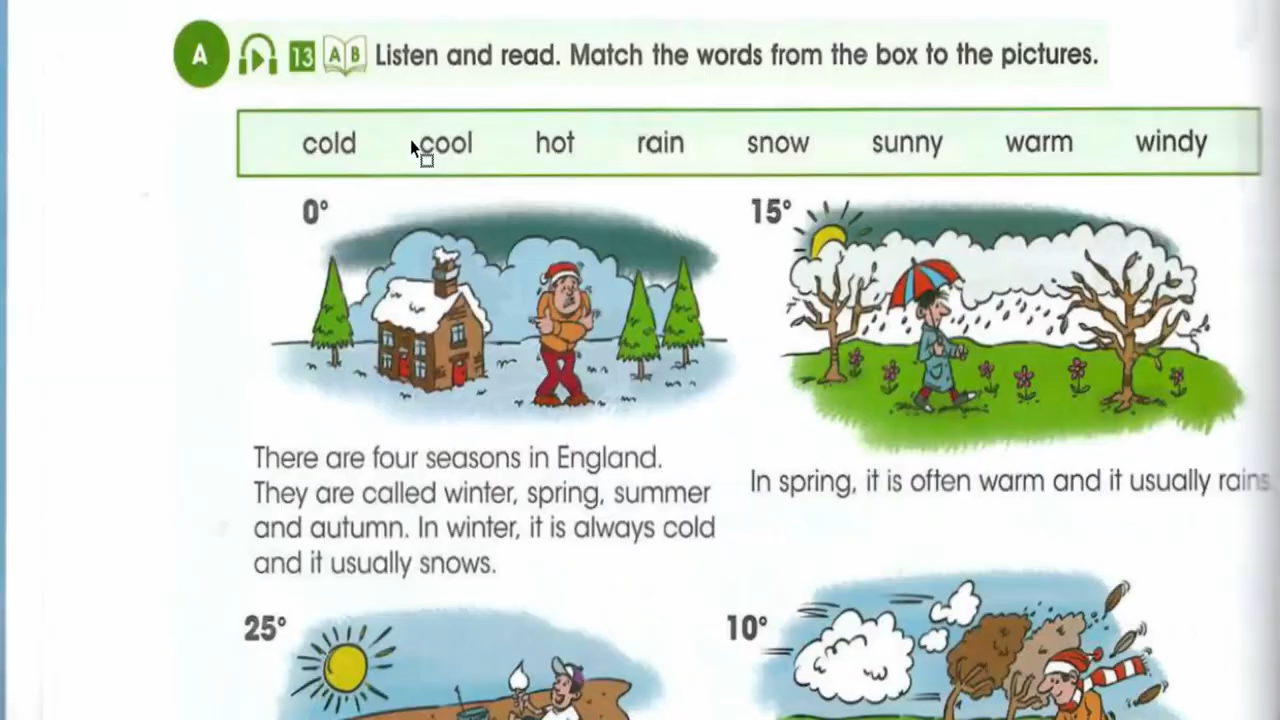 A 13 A B Listen and read. Match the words from the box to the pictures.
cold cool hot rain snow sunny warm windy
0°
15°
There are four seasons in England.
They are called winter, spring, summer
and autumn. In winter, it is always cold
and it usually snows.
In spring, it is often warm and it usually rains
25°
10°